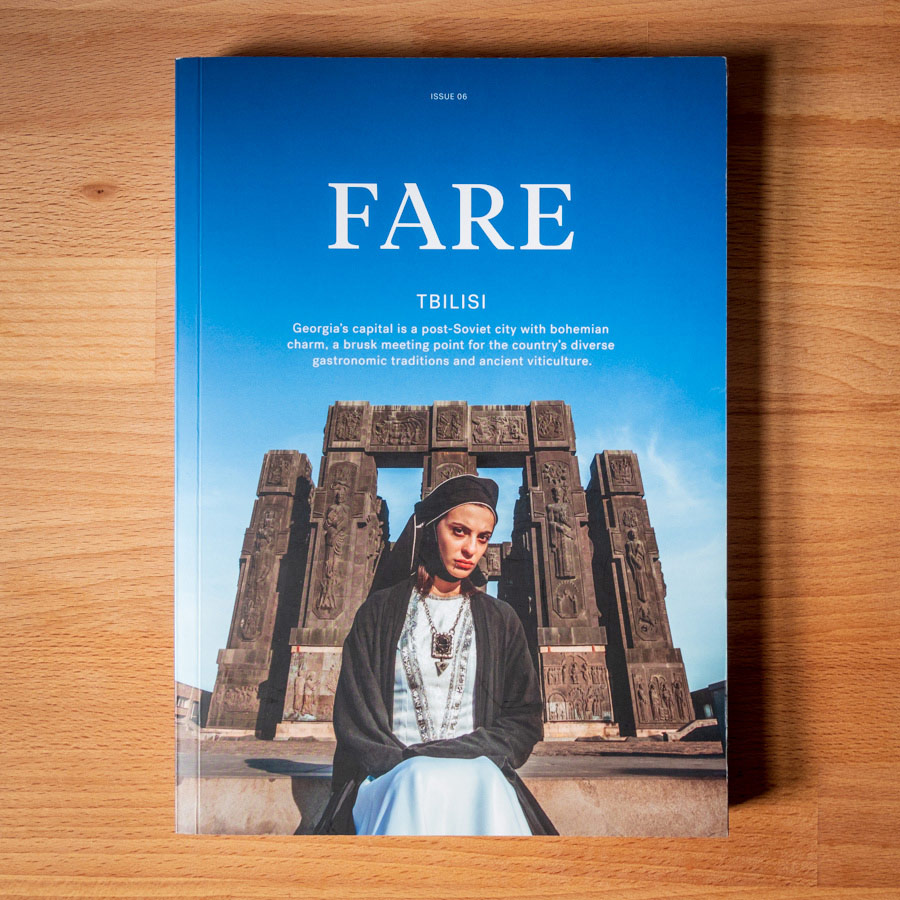 ISSUE 06
FARE
TBILISI
Georgia's capital is a post-Soviet city with bohemian
charm, a brusk meeting point for the country's diverse
gastronomic traditions and ancient viticulture.